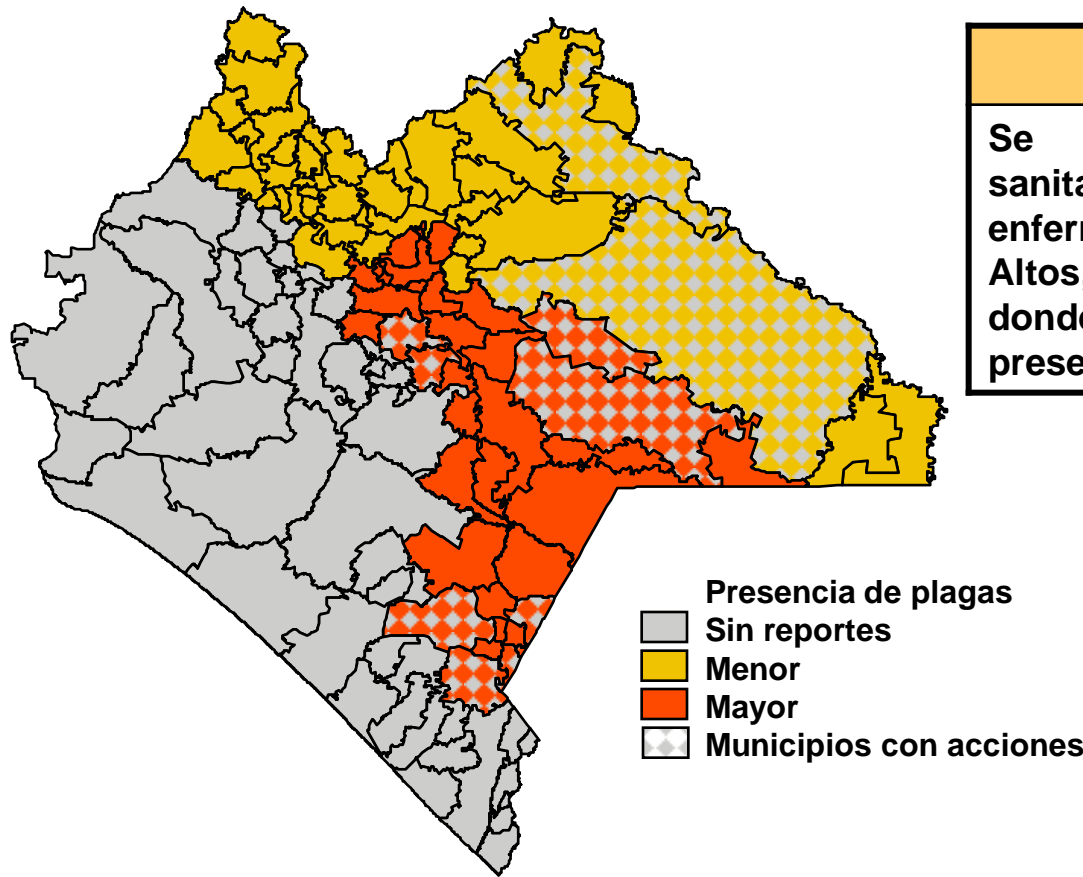 Se
sanita
enferm
Altos,
donde
prese
Presencia de plagas
Sin reportes
Menor
Mayor
Municipios con acciones